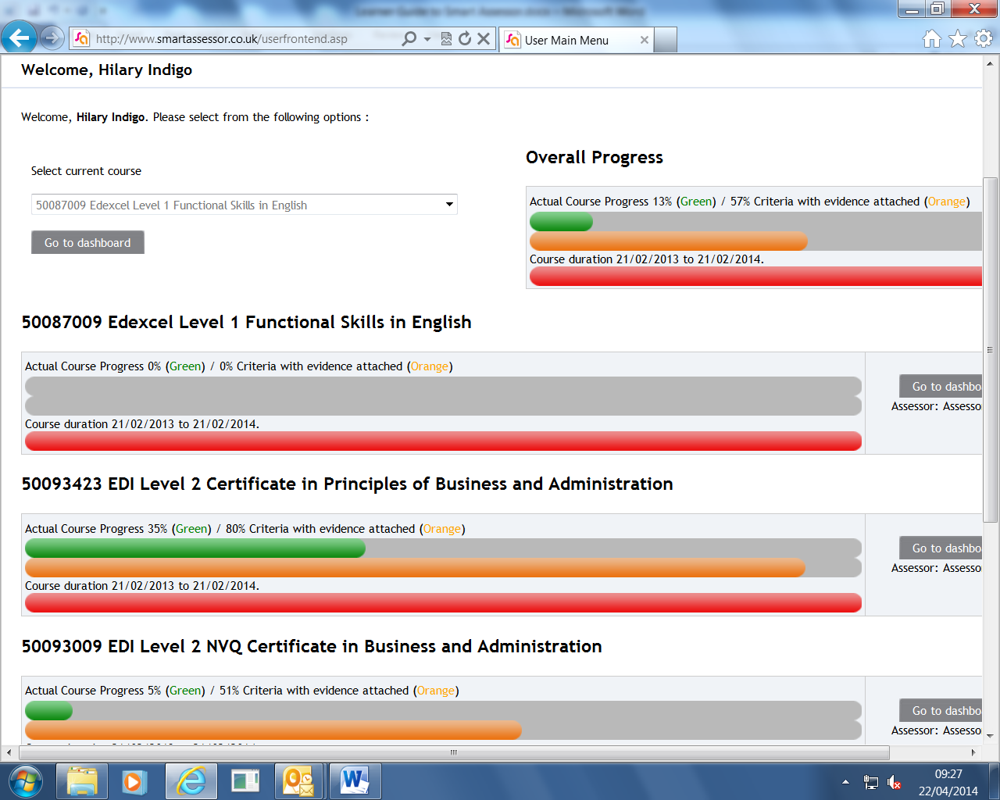 Learner Guide to Smart Assessor.docx - Microsoft Word
http://www.smartassessor.co.uk/userfrontend.asp
User Main Menu
Welcome, Hilary Indigo
Welcome, Hilary Indigo. Please select from the following options :
Select current course
50087009 Edexcel Level 1 Functional Skills in English
Go to dashboard
Overall Progress
Actual Course Progress 13% (Green) / 57% Criteria with evidence attached (Orange)
Course duration 21/02/2013 to 21/02/2014.
50087009 Edexcel Level 1 Functional Skills in English
Actual Course Progress 0% (Green) / 0% Criteria with evidence attached (Orange)
Course duration 21/02/2013 to 21/02/2014.
Go to dashbo
Assessor: Assesso
50093423 EDI Level 2 Certificate in Principles of Business and Administration
Actual Course Progress 35% (Green) / 80% Criteria with evidence attached (Orange)
Course duration 21/02/2013 to 21/02/2014.
Go to dashbo
Assessor: Assesso
50093009 EDI Level 2 NVQ Certificate in Business and Administration
Actual Course Progress 5% (Green) / 51% Criteria with evidence attached (Orange)
Go to dashbo
Assessor: Assesso
09:27
22/04/2014